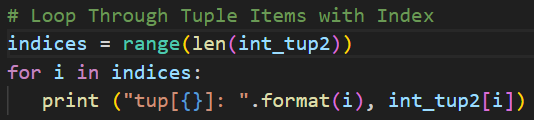 # Loop Through Tuple Items with Index
indices = range(len(int_tup2))
for i in indices:
   print ("tup[{}]: ".format(i), int_tup2[i])